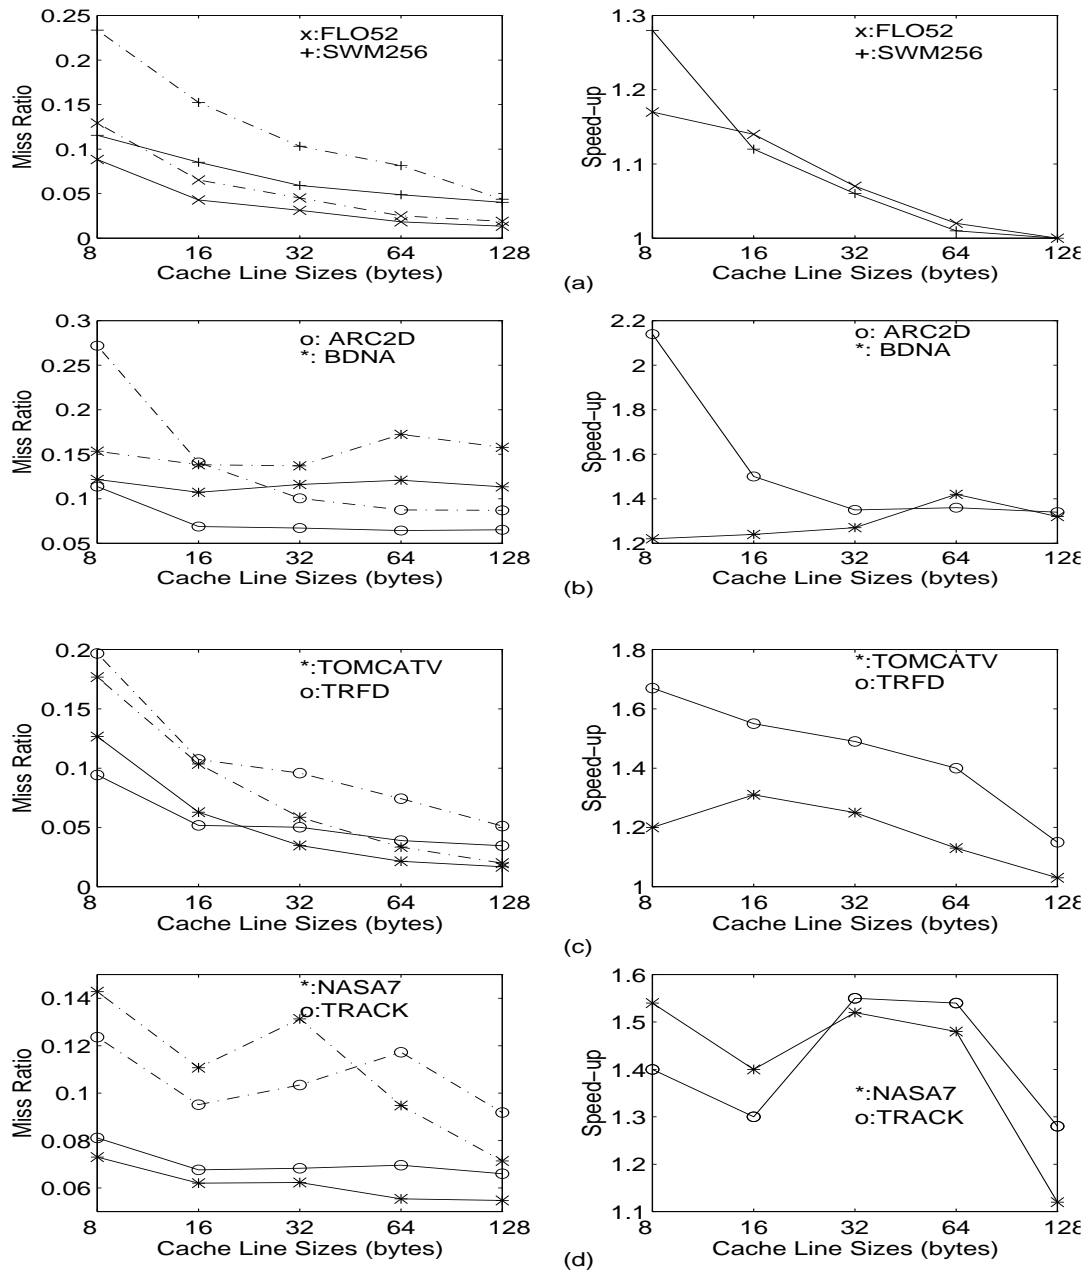 x:FLO52
+:SWM256
Miss Ratio
0.25
0.2
0.15
0.1
0.05
0
8 16 32 64 128
Cache Line Sizes (bytes)
x:FLO52
+:SWM256
Speed-up
1.3
1.2
1.1
1
8 16 32 64 128
Cache Line Sizes (bytes)
(a)
o: ARC2D
*: BDNA
Miss Ratio
0.3
0.25
0.2
0.15
0.1
0.05
8 16 32 64 128
Cache Line Sizes (bytes)
o: ARC2D
*: BDNA
Speed-up
2.2
2
1.8
1.6
1.4
1.2
8 16 32 64 128
Cache Line Sizes (bytes)
(b)
*:TOMCATV
o:TRFD
Miss Ratio
0.2
0.15
0.1
0.05
0
8 16 32 64 128
Cache Line Sizes (bytes)
*:TOMCATV
o:TRFD
Speed-up
1.8
1.6
1.4
1.2
1
8 16 32 64 128
Cache Line Sizes (bytes)
(c)
*:NASA7
o:TRACK
Miss Ratio
0.14
0.12
0.1
0.08
0.06
8 16 32 64 128
Cache Line Sizes (bytes)
*:NASA7
o:TRACK
Speed-up
1.6
1.5
1.4
1.3
1.2
1.1
8 16 32 64 128
Cache Line Sizes (bytes)
(d)